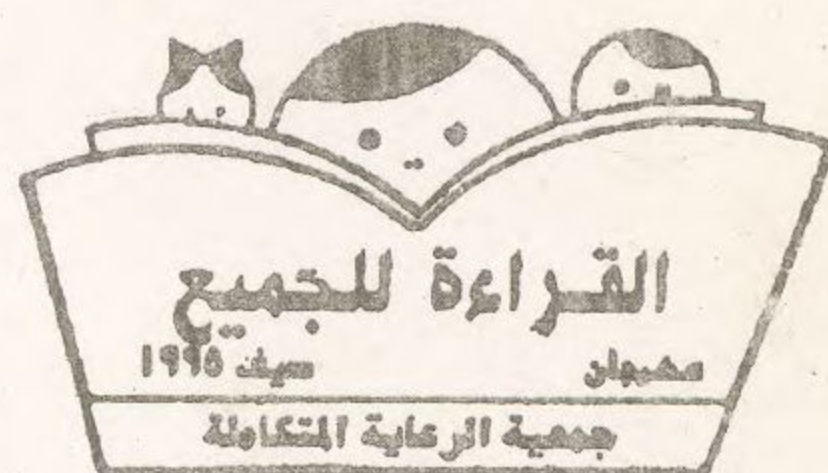 القراءة للجميع
مهرجان صيف ١٩٩٥
جمعية الرعاية المتكاملة